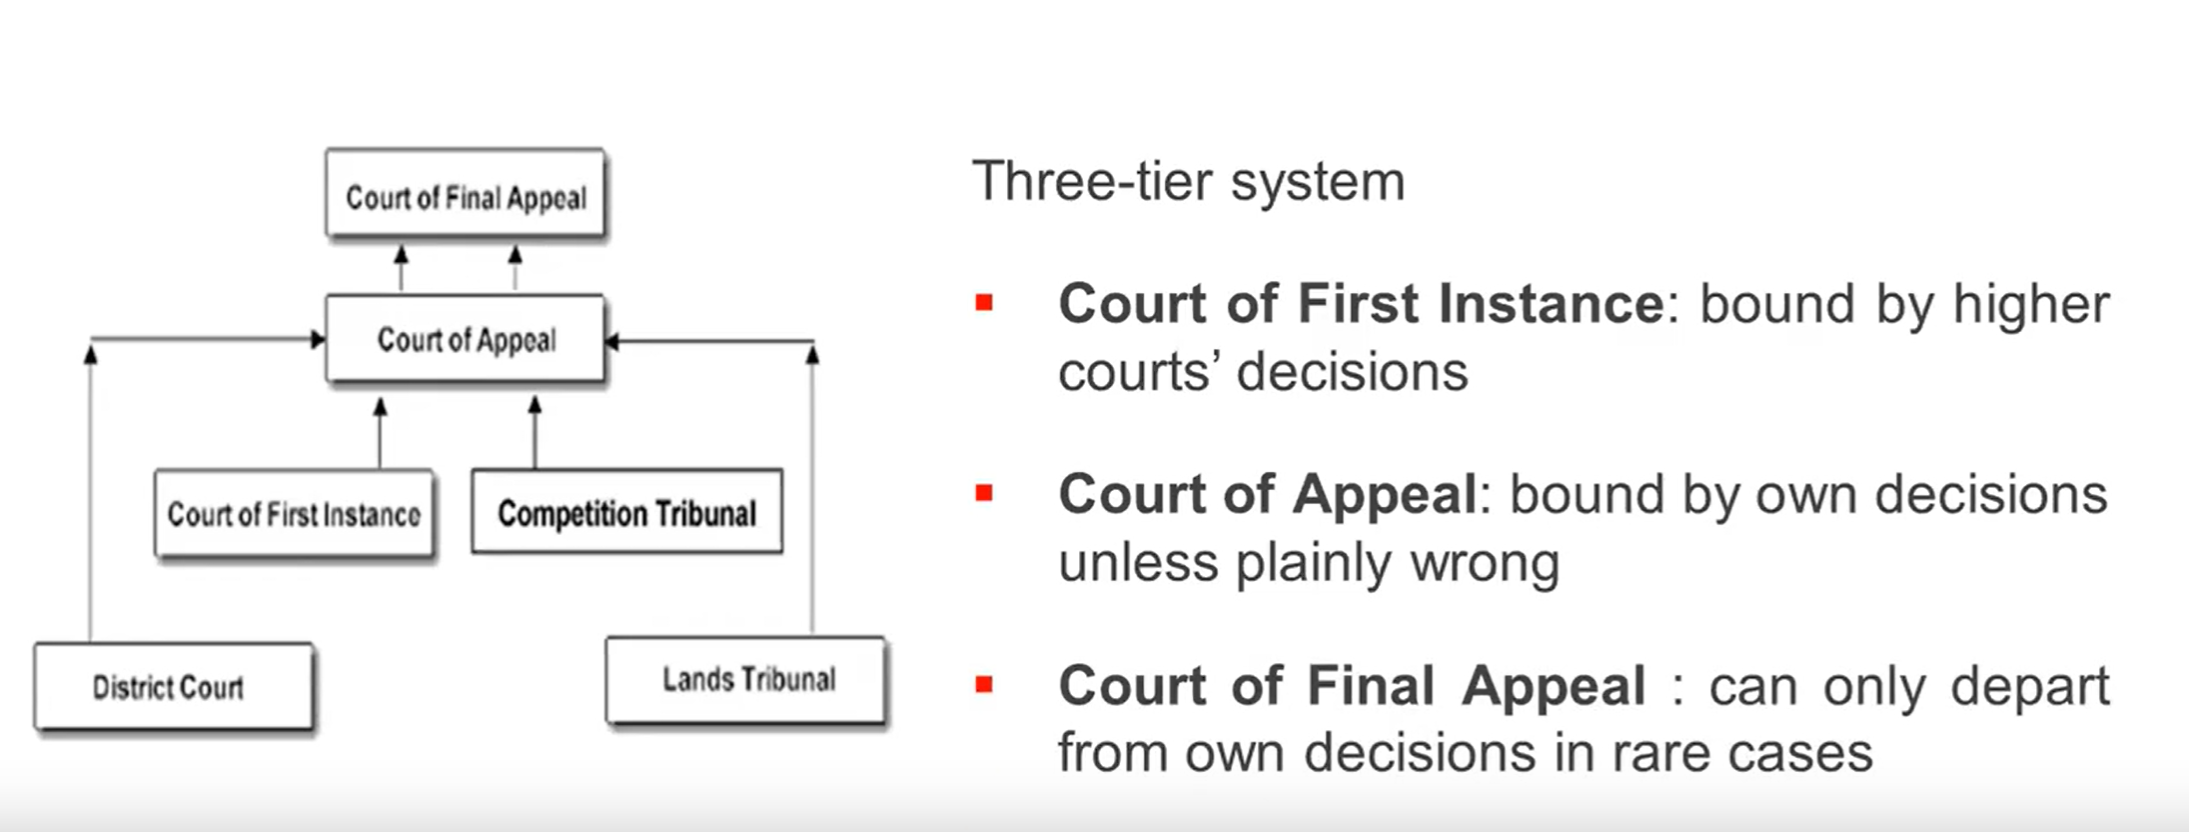 Court of Final Appeal
Court of Appeal
Court of First Instance
Competition Tribunal
District Court
Lands Tribunal
Three-tier system
Court of First Instance: bound by higher
courts’ decisions
Court of Appeal: bound by own decisions
unless plainly wrong
Court of Final Appeal : can only depart
from own decisions in rare cases